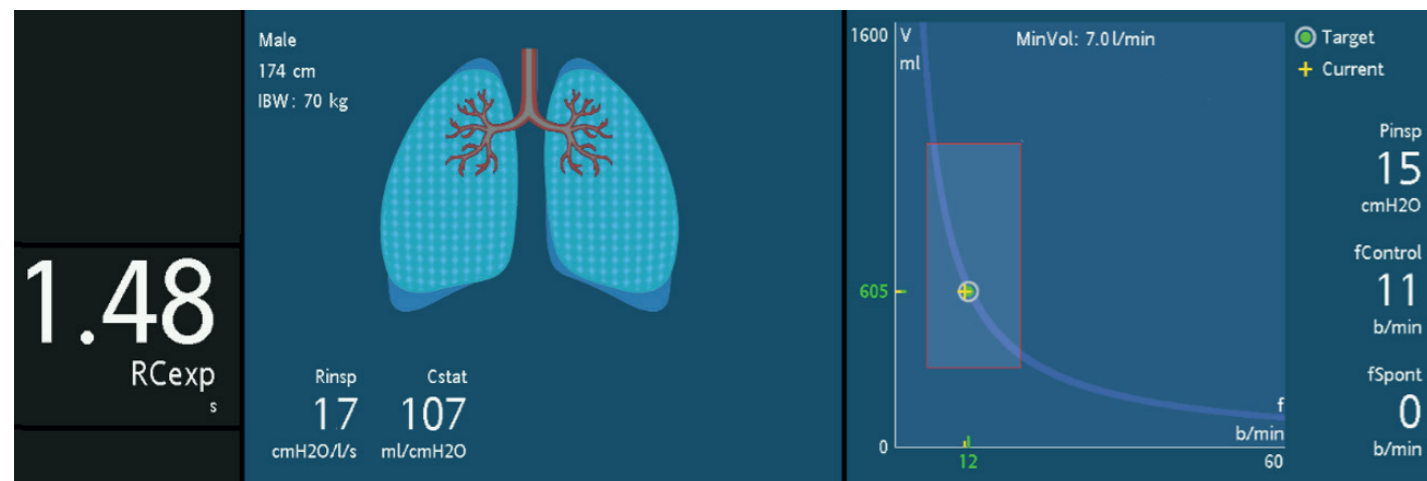 1.48
RCexp
s
Male
174 cm
IBW: 70 kg
Rinsp
17
cmH2O/l/s
Cstat
107
ml/cmH2O
1600
V
ml
MinVol: 7.0 l/min
605
0
12
f
b/min
60
Target
Current
Pinsp
15
cmH2O
fControl
11
b/min
fSpont
0
b/min